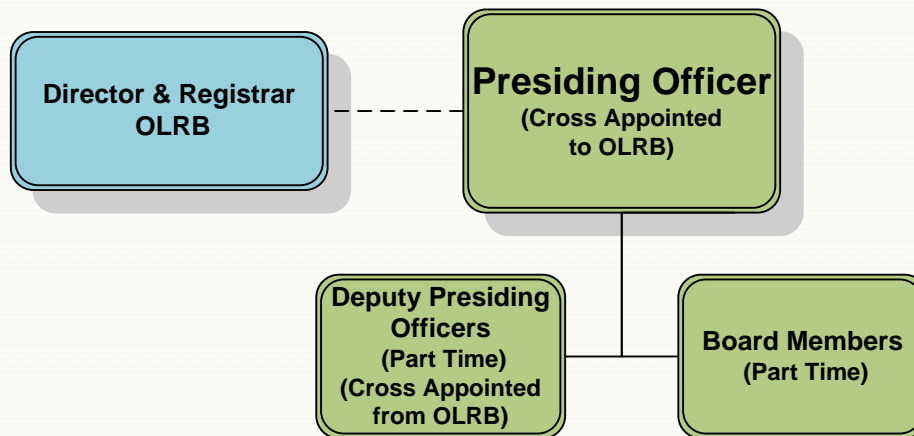 Director & Registrar
OLRB
Presiding Officer
(Cross Appointed
to OLRB)
Deputy Presiding
Officers
(Part Time)
(Cross Appointed
from OLRB)
Board Members
(Part Time)